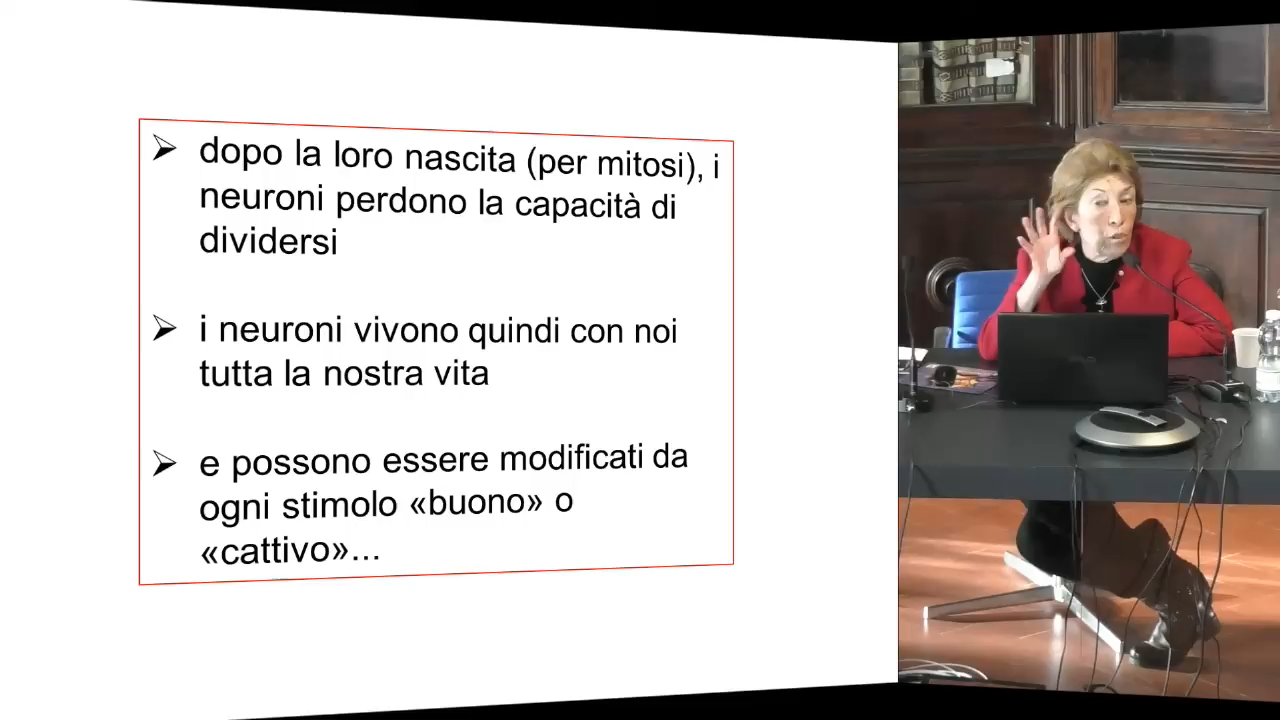 dopo la loro nascita (per mitosi), i
neuroni perdono la capacità di
dividersi
i neuroni vivono quindi con noi
tutta la nostra vita
e possono essere modificati da
ogni stimolo «buono» o
«cattivo»...